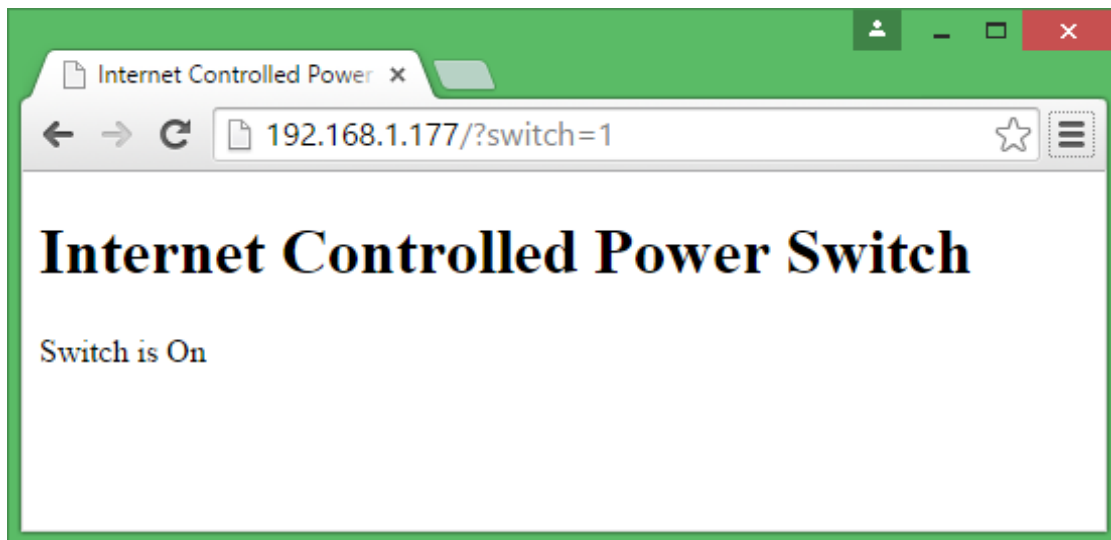 Internet Controlled Power
192.168.1.177/?switch=1
Internet Controlled Power Switch
Switch is On